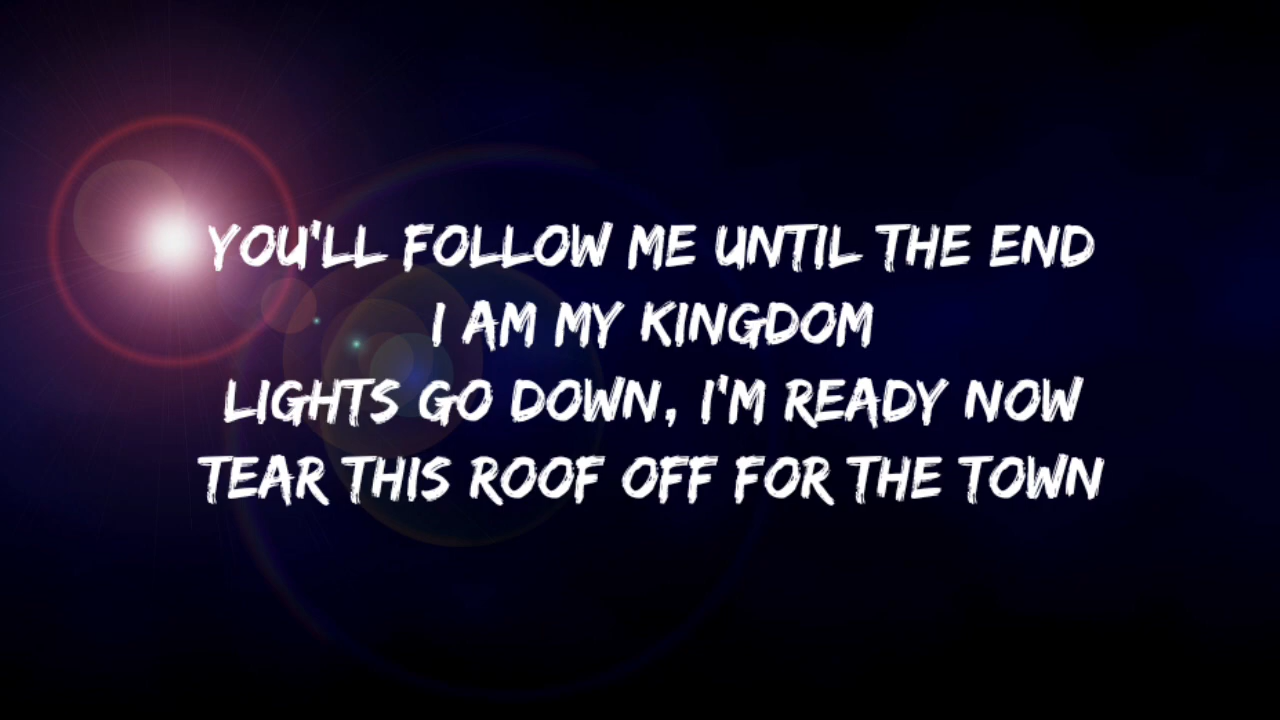 YOU'LL FOLLOW ME UNTIL THE END
I AM MY KINGDOM
LIGHTS GO DOWN, I'M READY NOW
TEAR THIS ROOF OFF FOR THE TOWN